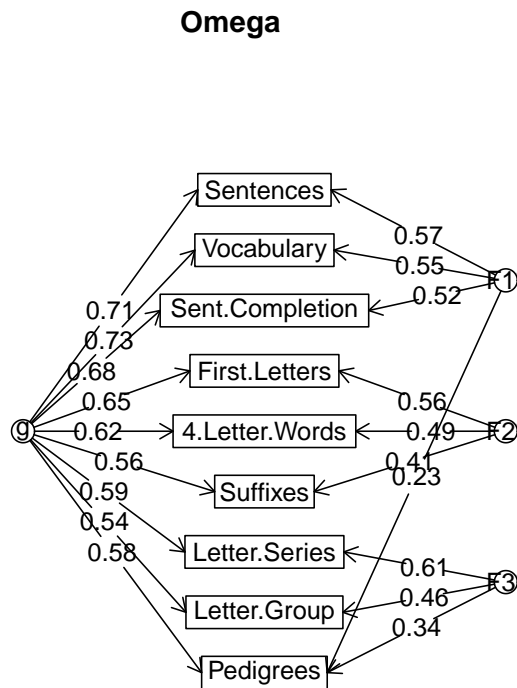 Omega
Sentences
0.57
Vocabulary
0.55
F1
Sent.Completion
0.52
0.71
0.73
0.68
First.Letters
0.65
0.56
g
0.62
4.Letter.Words
0.49
F2
0.56
0.41
Suffixes
0.23
0.59
Letter.Series
0.61
0.54
F3
0.58
0.46
Letter.Group
0.34
Pedigrees